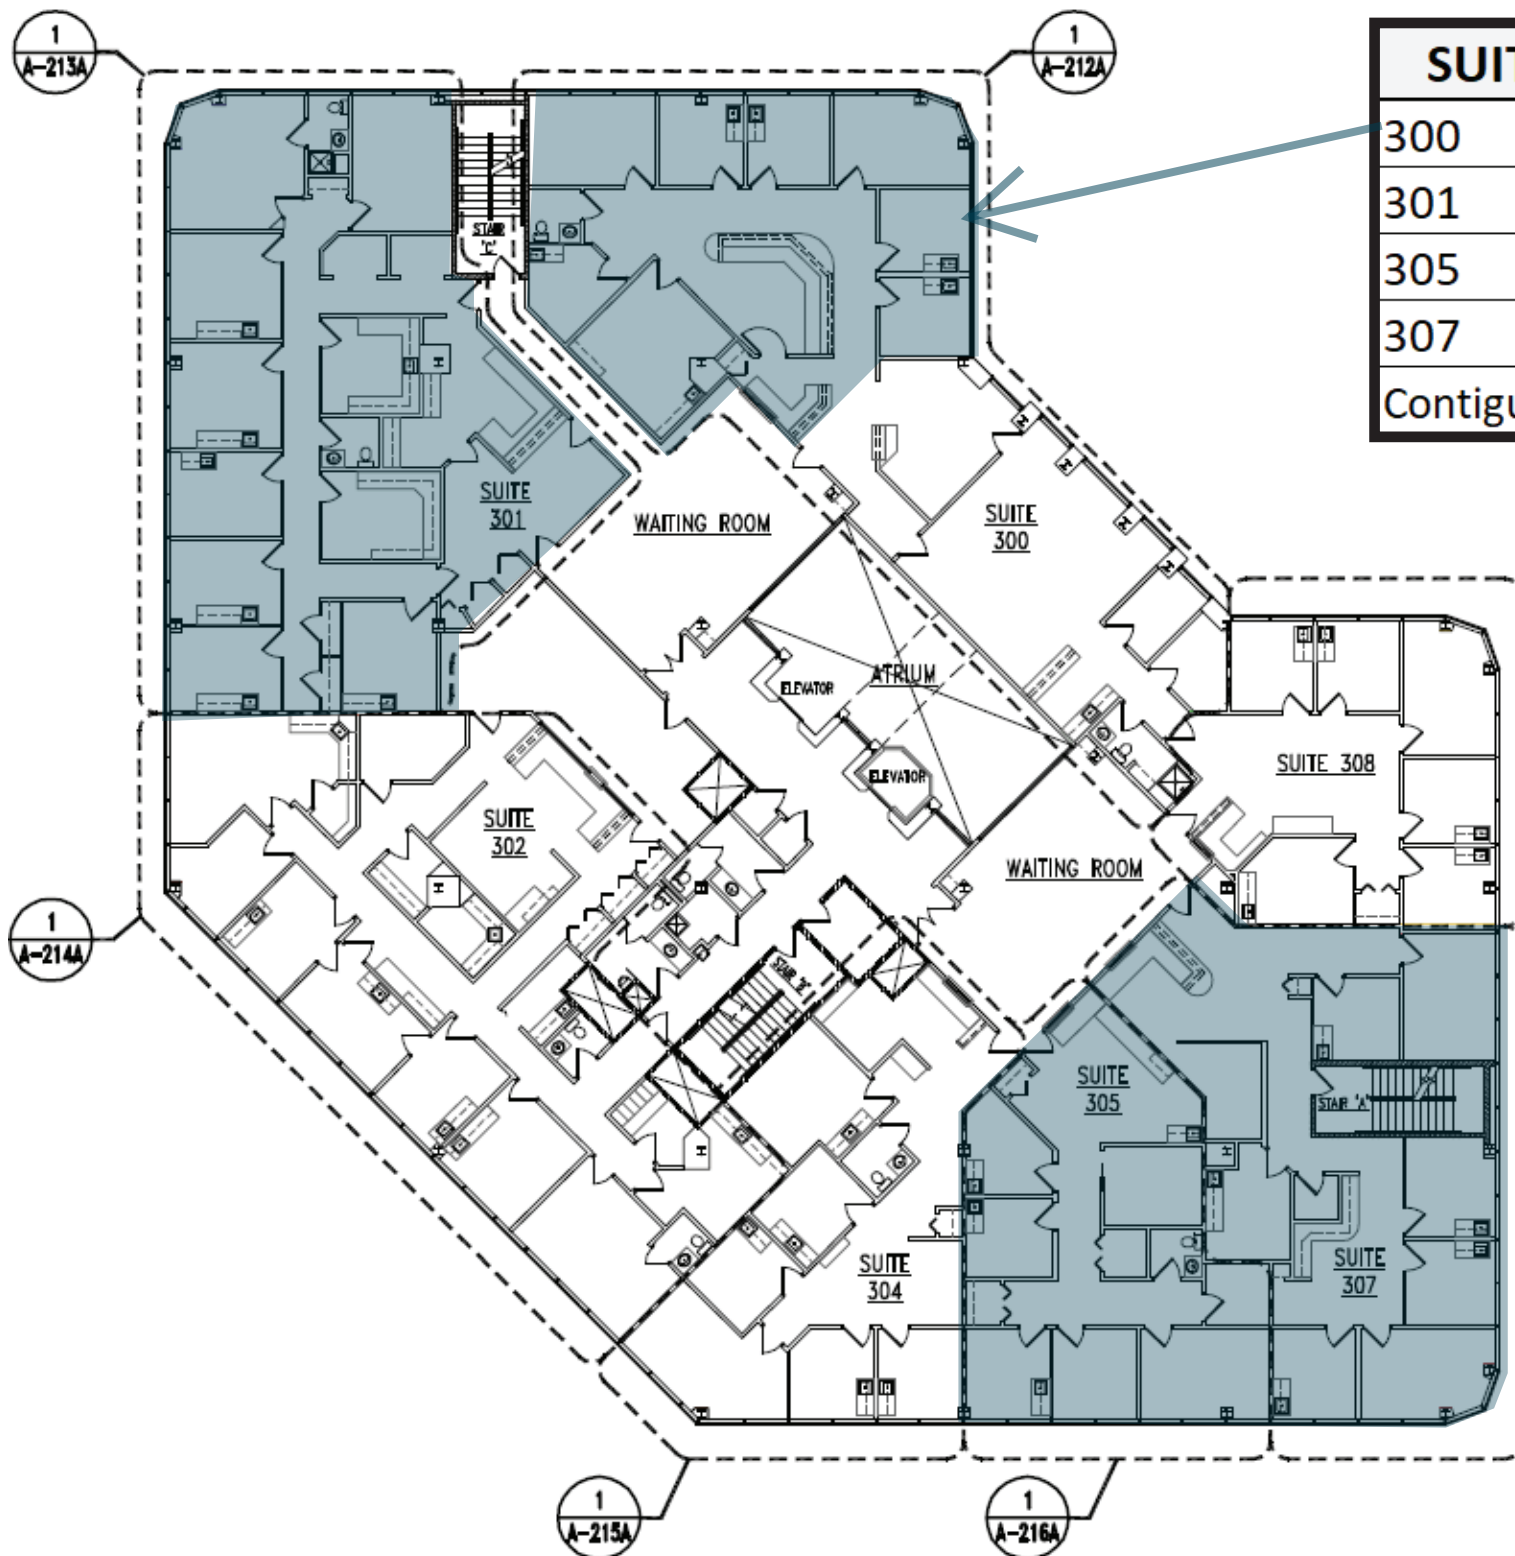 1
A-213A
1
A-212A
SUIT
300
301
305
307
Contigu
STAIR
"C"
SUITE
301
WAITING ROOM
SUITE
300
ELEVATOR
ATRIUM
ELEVATOR
SUITE 308
SUITE
302
WAITING ROOM
1
A-214A
SUITE
305
STAIR "A"
SUITE
304
SUITE
307
1
A-215A
1
A-216A